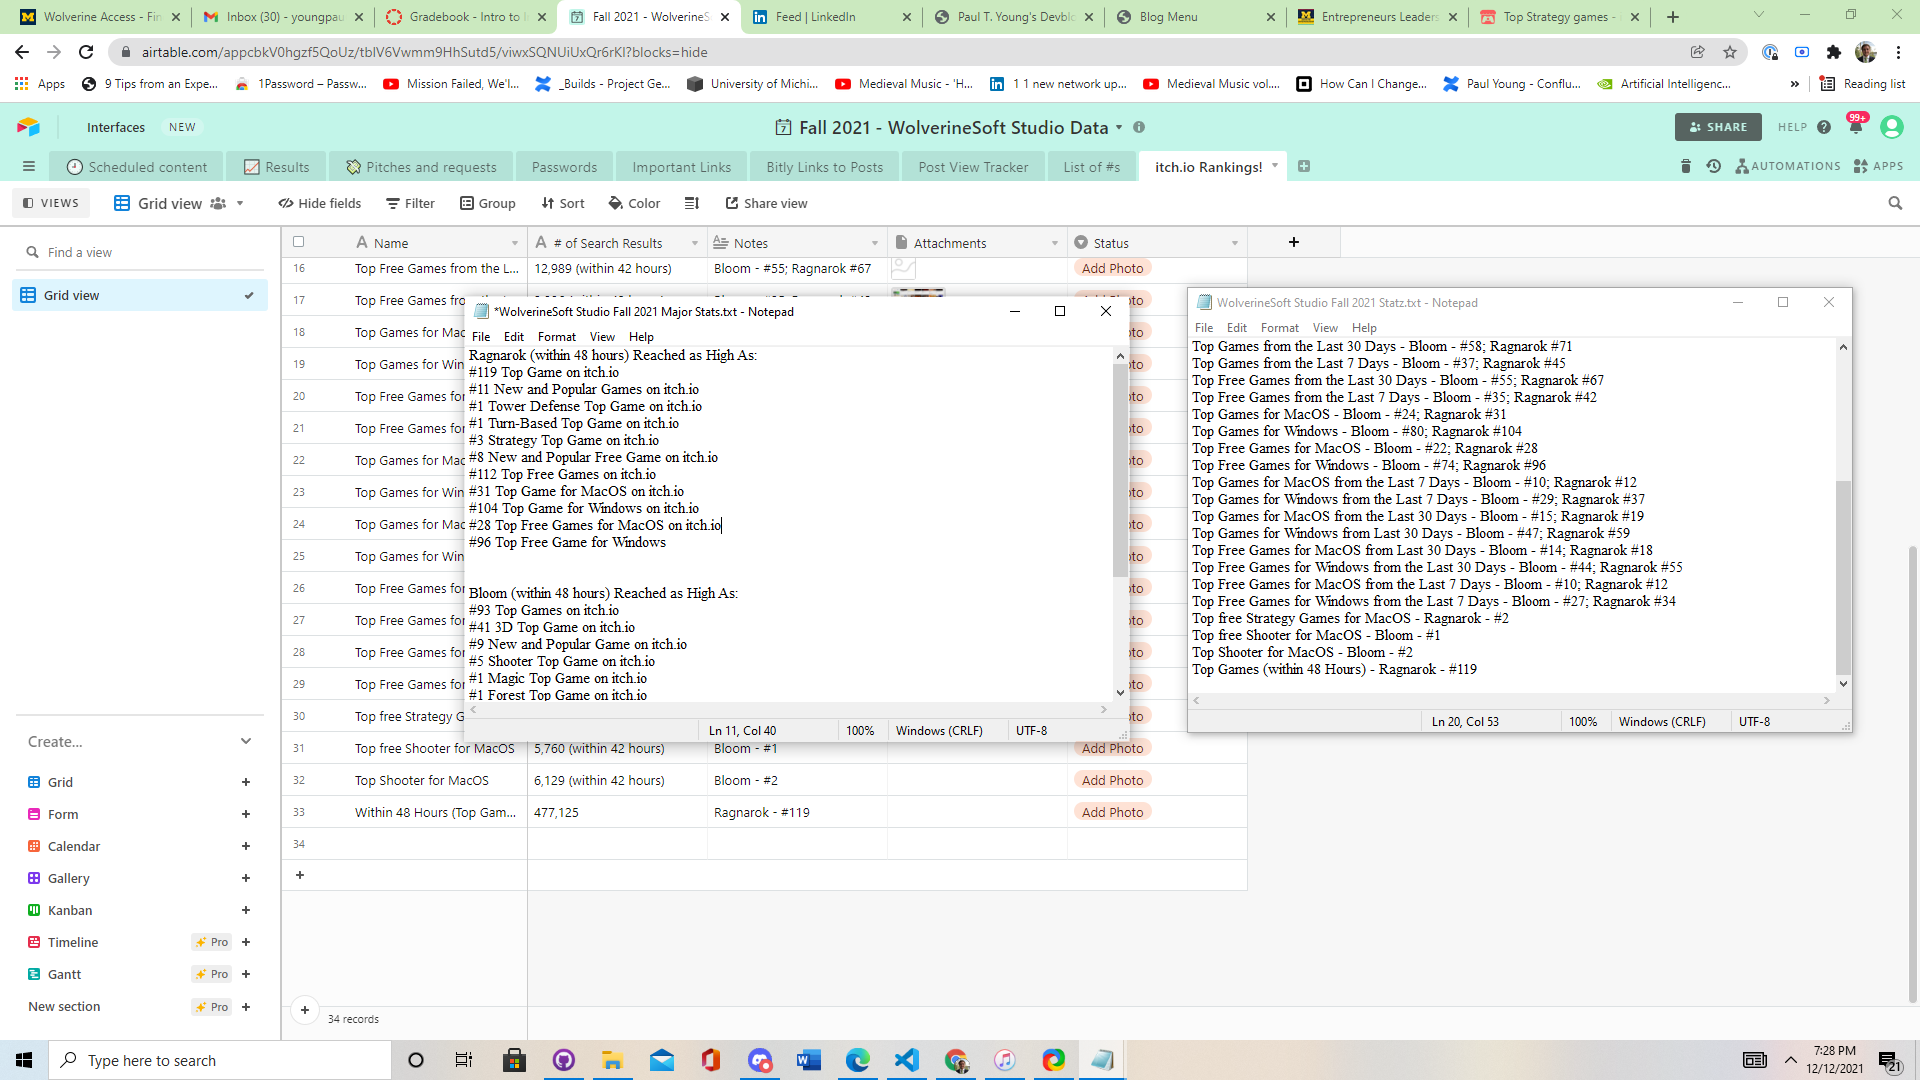 Wolverine Access - Fin
Inbox (30) - youngpau
Gradebook - Intro to I
Fall 2021 - WolverineS
Feed | LinkedIn
Paul T. Young's Devblo
Blog Menu
Entrepreneurs Leaders
Top Strategy games -
airtable.com/appcbkV0hgzf5QoUz/tblV6Vwmm9HhSutd5/viwxSQNUiUxQr6rKl?blocks=hide
Apps
9 Tips from an Expe...
1Password – Passw...
Mission Failed, We'l...
_Builds - Project Ge...
University of Michi...
Medieval Music - 'H...
1 1 new network up...
Medieval Music vol....
How Can I Change...
Paul Young - Conflu...
Artificial Intelligenc...
»
Reading list
Interfaces
NEW
Fall 2021 - WolverineSoft Studio Data
SHARE
HELP
99+
Scheduled content
Results
Pitches and requests
Passwords
Important Links
Bitly Links to Posts
Post View Tracker
List of #s
itch.io Rankings!
AUTOMATIONS
APPS
VIEWS
Grid view
Hide fields
Filter
Group
Sort
Color
Share view
Find a view
Grid view
Create...
Grid
Form
Calendar
Gallery
Kanban
Timeline
Pro
Gantt
Pro
New section
Pro
Name
# of Search Results
Notes
Attachments
Status
16 Top Free Games from the L... 12,989 (within 42 hours) Bloom - #55; Ragnarok #67 Add Photo
17 Top Free Games fro
18 Top Games for Mac
19 Top Games for Win
20 Top Free Games for
21 Top Free Games for
22 Top Games for Mac
23 Top Games for Win
24 Top Games for Mac
25 Top Games for Win
26 Top Free Games for
27 Top Free Games for
28 Top Free Games for
29 Top Free Games for
30 Top free Strategy G
31 Top free Shooter for MacOS 5,760 (within 42 hours) Bloom - #1 Add Photo
32 Top Shooter for MacOS 6,129 (within 42 hours) Bloom - #2 Add Photo
33 Within 48 Hours (Top Gam... 477,125 Ragnarok - #119 Add Photo
34
34 records
*WolverineSoft Studio Fall 2021 Major Stats.txt - Notepad
File Edit Format View Help
Ragnarok (within 48 hours) Reached as High As:
#119 Top Game on itch.io
#11 New and Popular Games on itch.io
#1 Tower Defense Top Game on itch.io
#1 Turn-Based Top Game on itch.io
#3 Strategy Top Game on itch.io
#8 New and Popular Free Game on itch.io
#112 Top Free Games on itch.io
#31 Top Game for MacOS on itch.io
#104 Top Game for Windows on itch.io
#28 Top Free Games for MacOS on itch.io
#96 Top Free Game for Windows
Bloom (within 48 hours) Reached as High As:
#93 Top Games on itch.io
#41 3D Top Game on itch.io
#9 New and Popular Game on itch.io
#5 Shooter Top Game on itch.io
#1 Magic Top Game on itch.io
#1 Forest Top Game on itch.io
Ln 11, Col 40
100%
Windows (CRLF)
UTF-8
WolverineSoft Studio Fall 2021 Statz.txt - Notepad
File Edit Format View Help
Top Games from the Last 30 Days - Bloom - #58; Ragnarok #71
Top Games from the Last 7 Days - Bloom - #37; Ragnarok #45
Top Free Games from the Last 30 Days - Bloom - #55; Ragnarok #67
Top Free Games from the Last 7 Days - Bloom - #35; Ragnarok #42
Top Games for MacOS - Bloom - #24; Ragnarok #31
Top Games for Windows - Bloom - #80; Ragnarok #104
Top Free Games for MacOS - Bloom - #22; Ragnarok #28
Top Free Games for Windows - Bloom - #74; Ragnarok #96
Top Games for MacOS from the Last 7 Days - Bloom - #10; Ragnarok #12
Top Games for Windows from the Last 7 Days - Bloom - #29; Ragnarok #37
Top Games for MacOS from the Last 30 Days - Bloom - #15; Ragnarok #19
Top Games for Windows from Last 30 Days - Bloom - #47; Ragnarok #59
Top Free Games for MacOS from Last 30 Days - Bloom - #14; Ragnarok #18
Top Free Games for Windows from the Last 30 Days - Bloom - #44; Ragnarok #55
Top Free Games for MacOS from the Last 7 Days - Bloom - #10; Ragnarok #12
Top Free Games for Windows from the Last 7 Days - Bloom - #27; Ragnarok #34
Top free Strategy Games for MacOS - Ragnarok - #2
Top free Shooter for MacOS - Bloom - #1
Top Shooter for MacOS - Bloom - #2
Top Games (within 48 Hours) - Ragnarok - #119
Ln 20, Col 53
100%
Windows (CRLF)
UTF-8
Type here to search
7:28 PM
12/12/2021
21